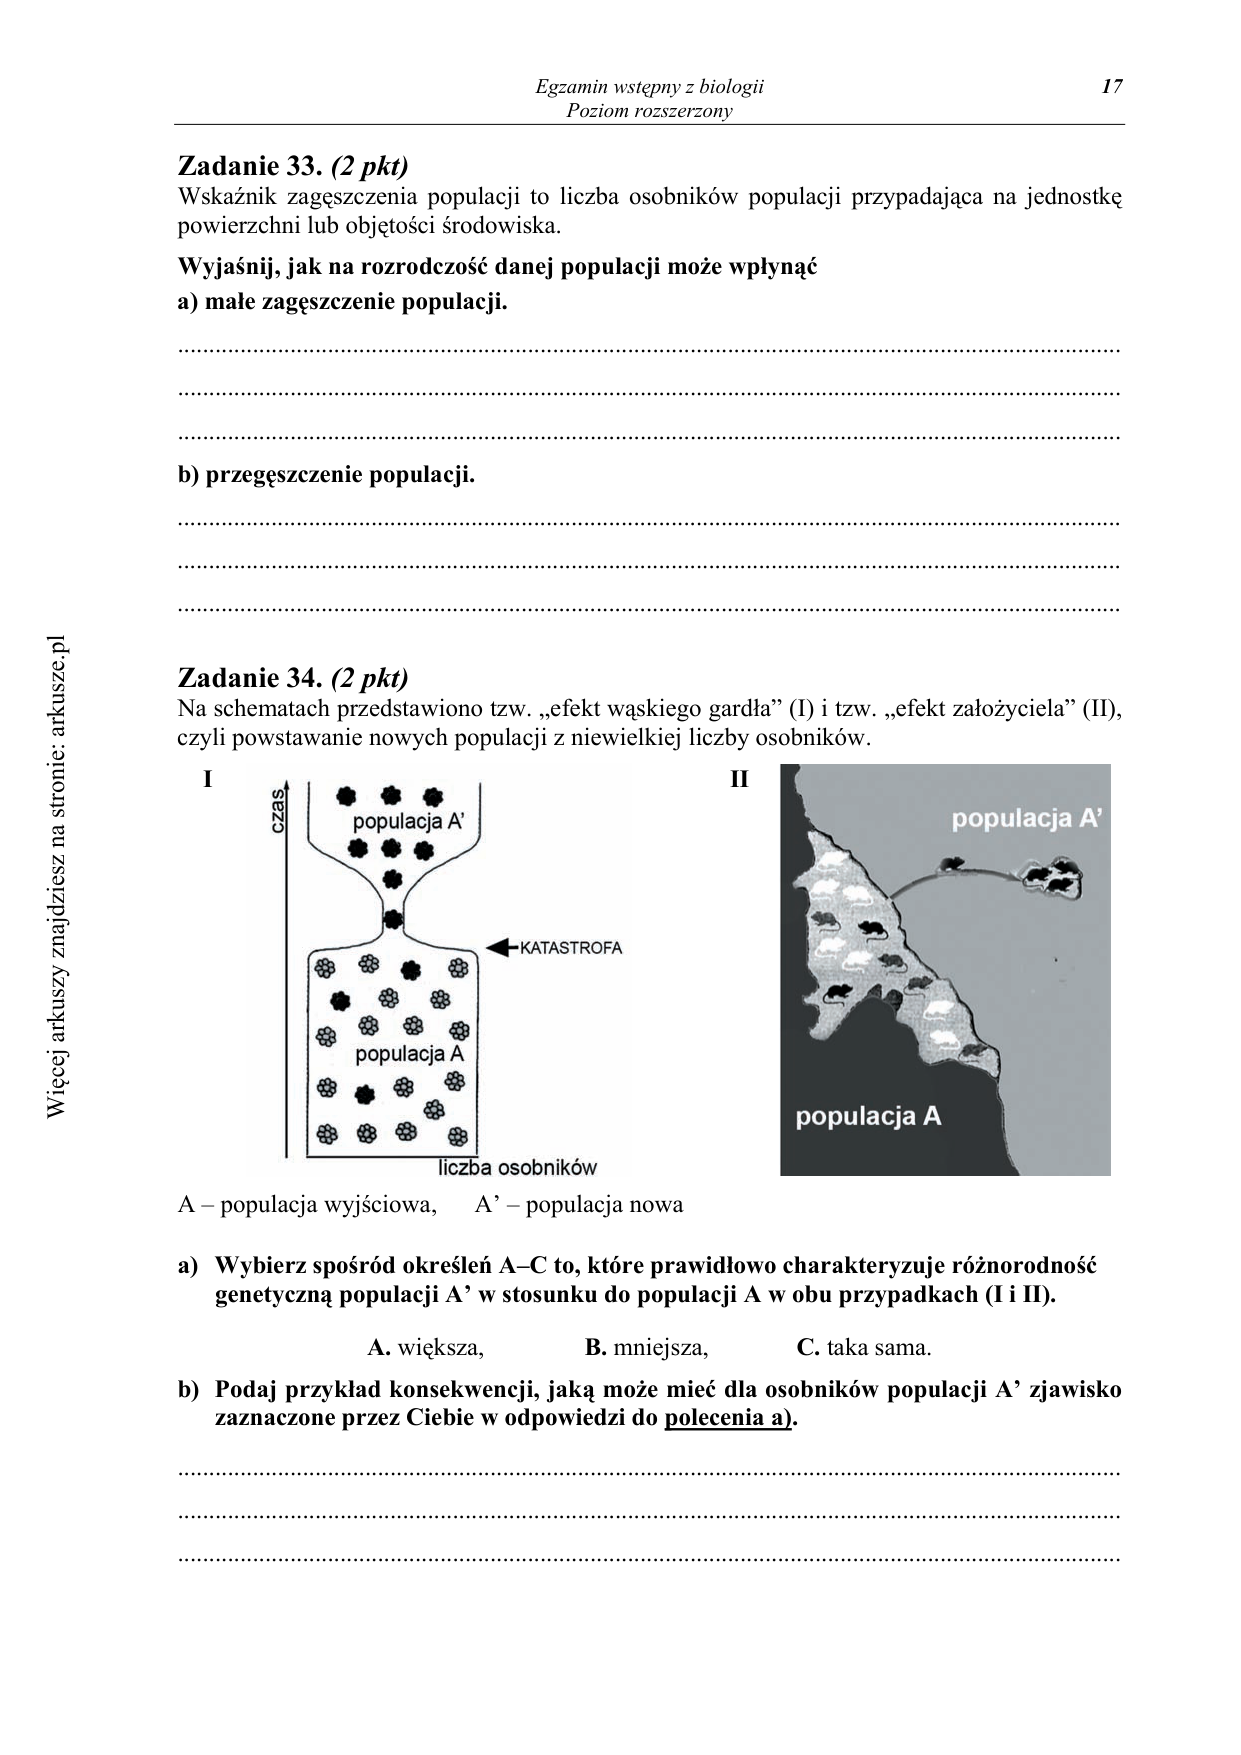 Egzamin wstępny z biologii
Poziom rozszerzony
17
Zadanie 33. (2 pkt)
Wskaźnik zagęszczenia populacji to liczba osobników populacji przypadająca na jednostkę
powierzchni lub objętości środowiska.
Wyjaśnij, jak na rozrodczość danej populacji może wpłynąć
a) małe zagęszczenie populacji.
b) przegęszczenie populacji.
Zadanie 34. (2 pkt)
Na schematach przedstawiono tzw. „efekt wąskiego gardła” (I) i tzw. „efekt założyciela” (II),
czyli powstawanie nowych populacji z niewielkiej liczby osobników.
I
czas
populacja A’
KATASTROFA
populacja A
liczba osobników
II
populacja A’
populacja A
A – populacja wyjściowa, A’ – populacja nowa
a) Wybierz spośród określeń A–C to, które prawidłowo charakteryzuje różnorodność
genetyczną populacji A’ w stosunku do populacji A w obu przypadkach (I i II).
A. większa, B. mniejsza, C. taka sama.
b) Podaj przykład konsekwencji, jaką może mieć dla osobników populacji A’ zjawisko
zaznaczone przez Ciebie w odpowiedzi do polecenia a).
Więcej arkuszy znajdziesz na stronie: arkusze.pl